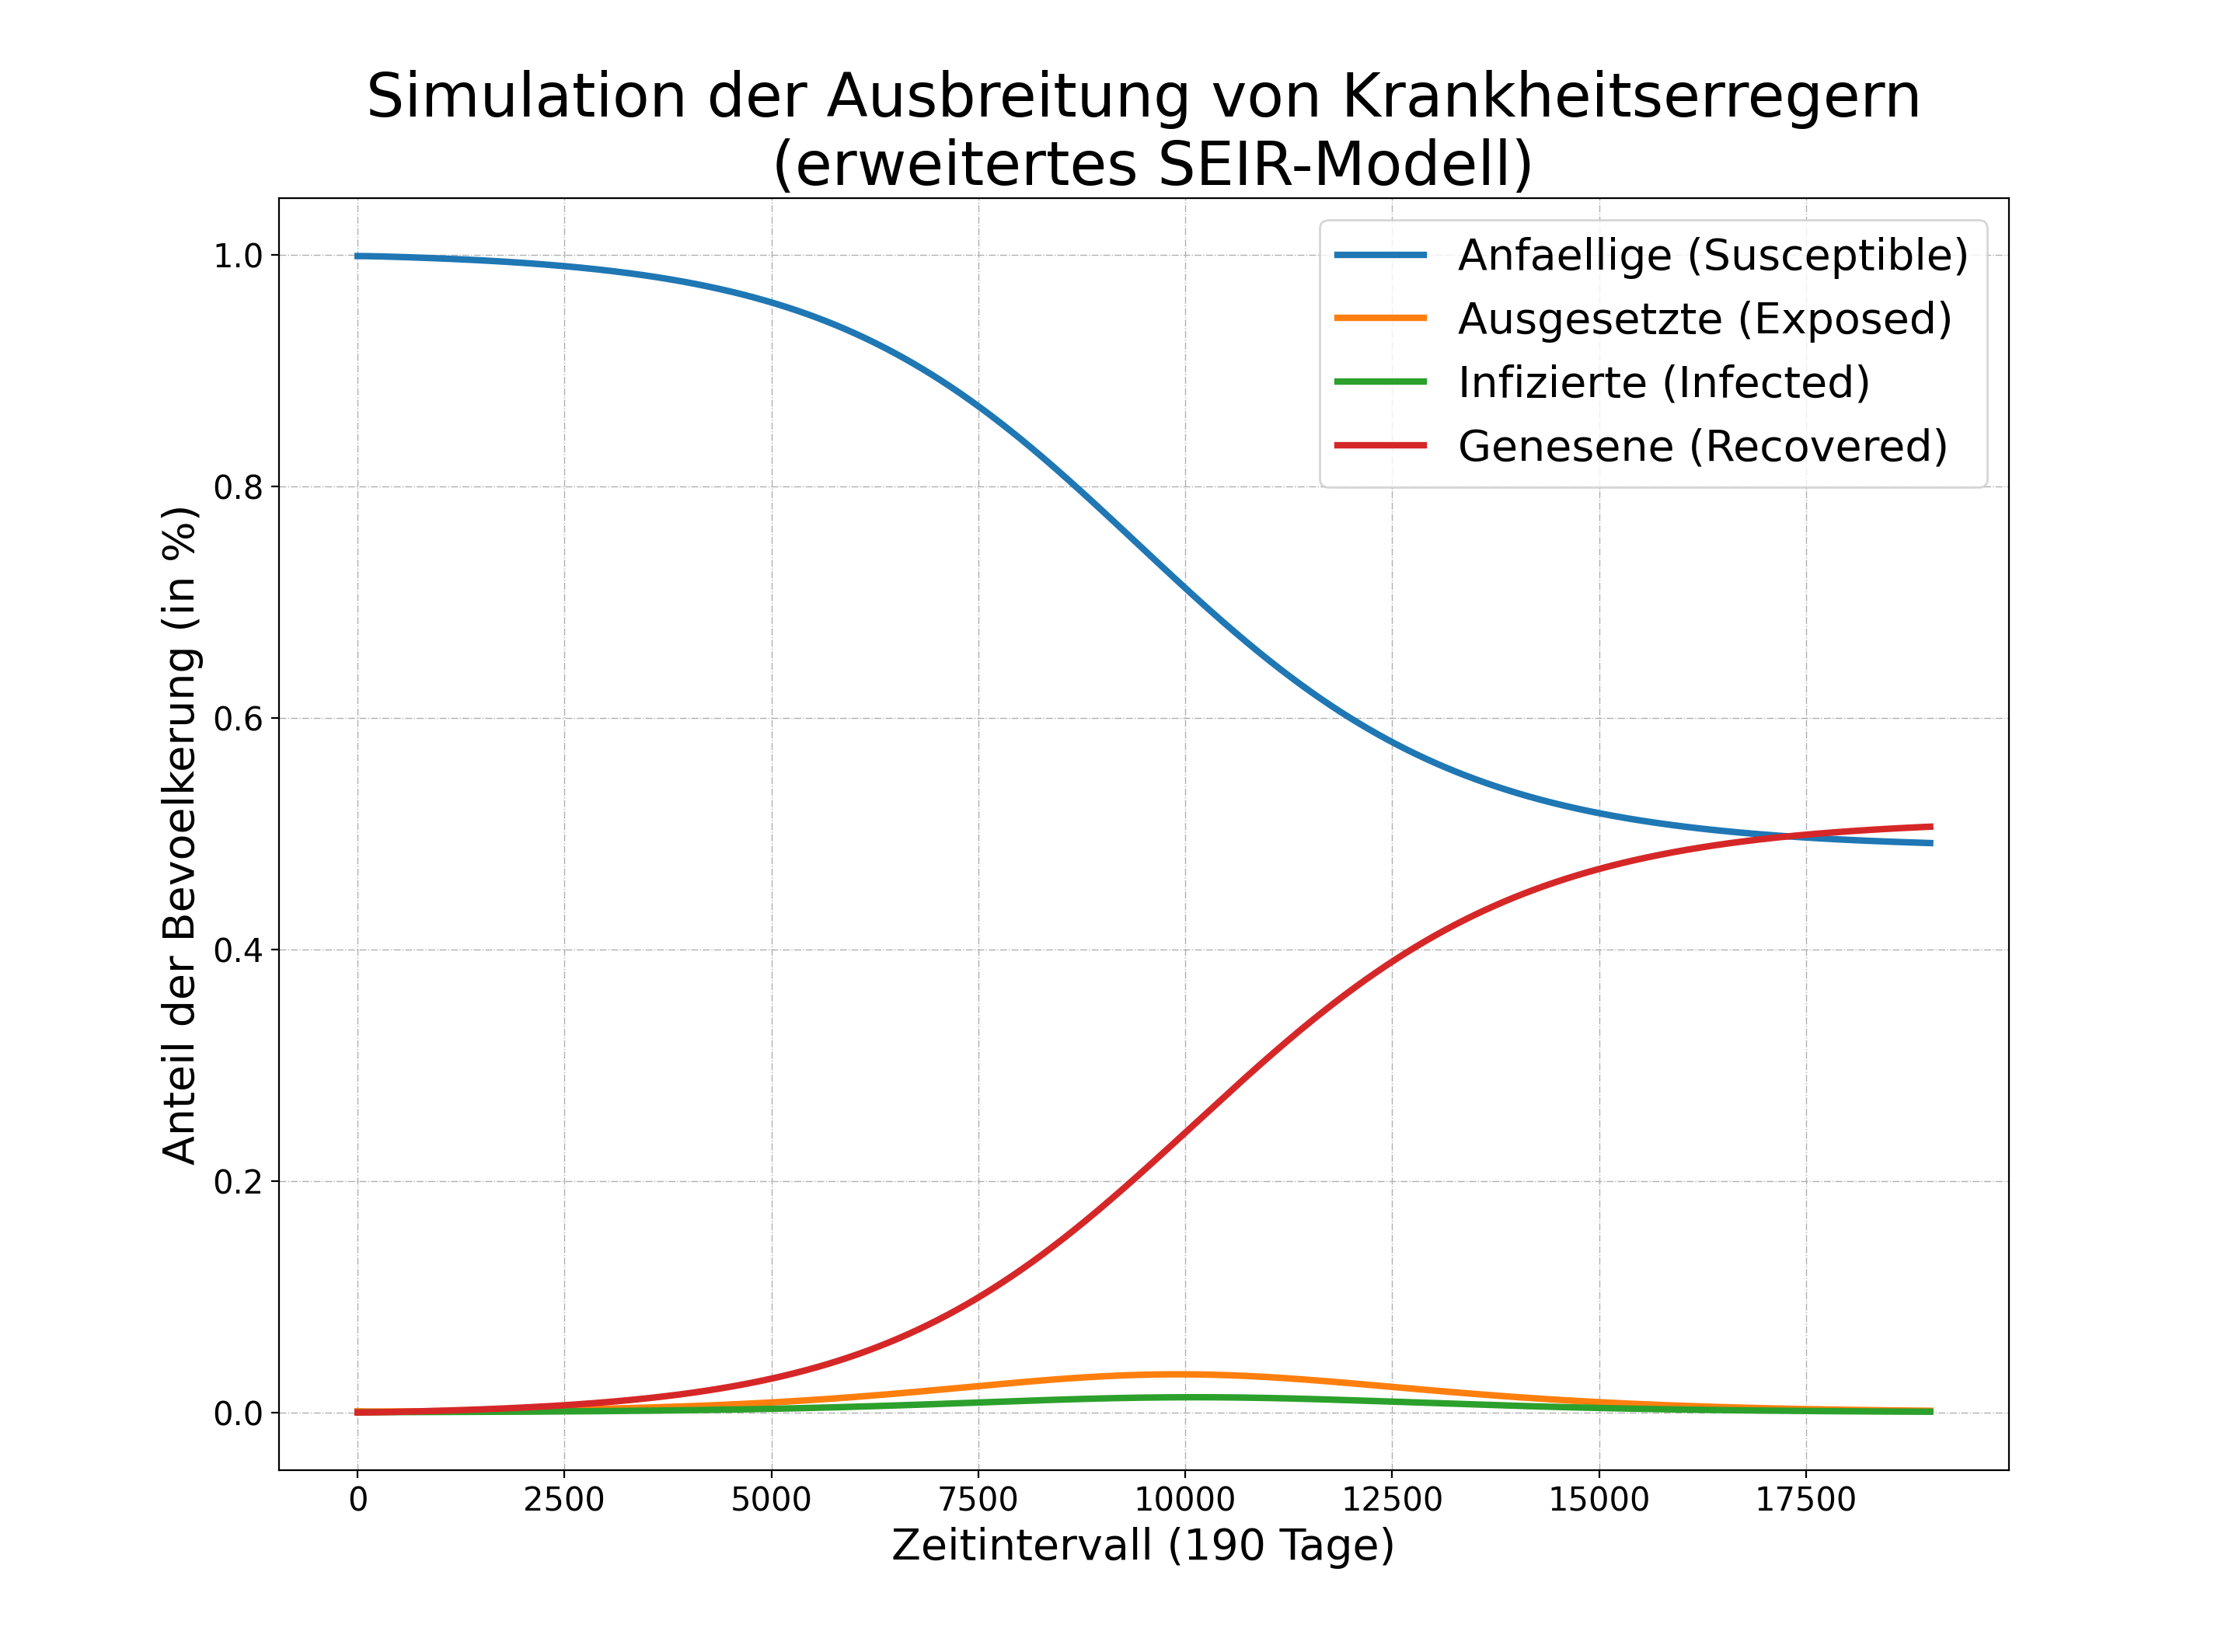 Simulation der Ausbreitung von Krankheitserregern
(erweitertes SEIR-Modell)
Anfaellige (Susceptible)
Ausgesetzte (Exposed)
Infizierte (Infected)
Genesene (Recovered)
Anteil der Bevoelkerung (in %)
1.0
0.8
0.6
0.4
0.2
0.0
0 2500 5000 7500 10000 12500 15000 17500
Zeitintervall (190 Tage)